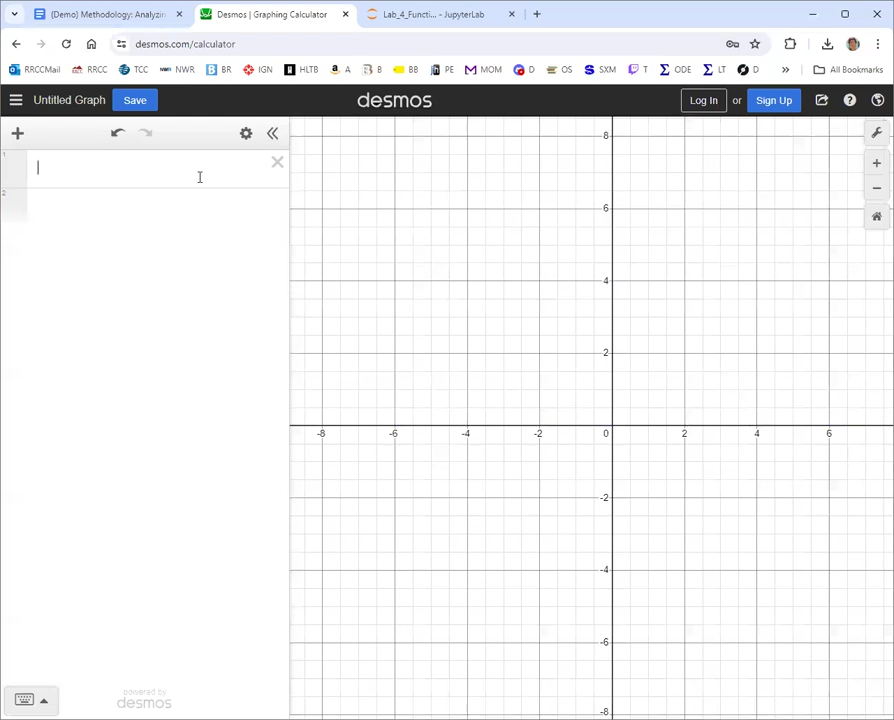 (Demo) Methodology: Analyzin
Desmos | Graphing Calculator
Lab_4_Functi... - JupyterLab
desmos.com/calculator
RRCCMail
RRCC
TCC
NWR
BR
IGN
HLTB
A
B
BB
PE
MOM
D
OS
SXM
T
ODE
LT
D
All Bookmarks
Untitled Graph
Save
desmos
Log In
or
Sign Up
1
2
8
6
4
2
-8
-6
-4
-2
0
2
4
6
-2
-4
-6
-8
powered by
desmos